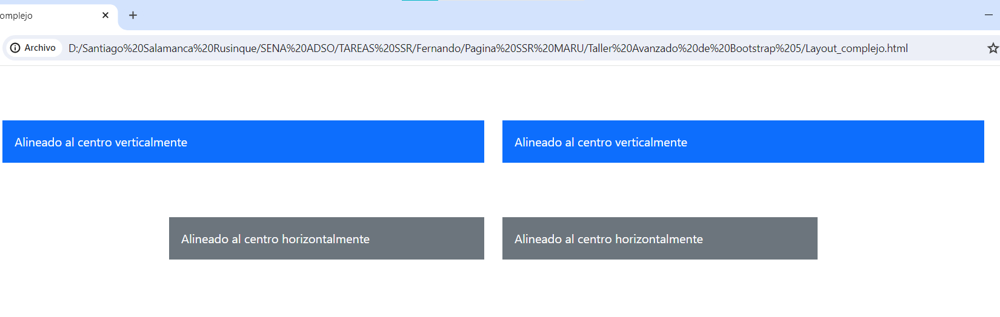 omplejo
Archivo D:/Santiago%20Salamanca%20Rusinque/SENA%20ADSO/TAREAS%20SSR/Fernando/Pagina%20SSR%20MARU/Taller%20Avanzado%20de%20Bootstrap%205/Layout_complejo.html
Alineado al centro verticalmente Alineado al centro verticalmente
Alineado al centro horizontalmente Alineado al centro horizontalmente